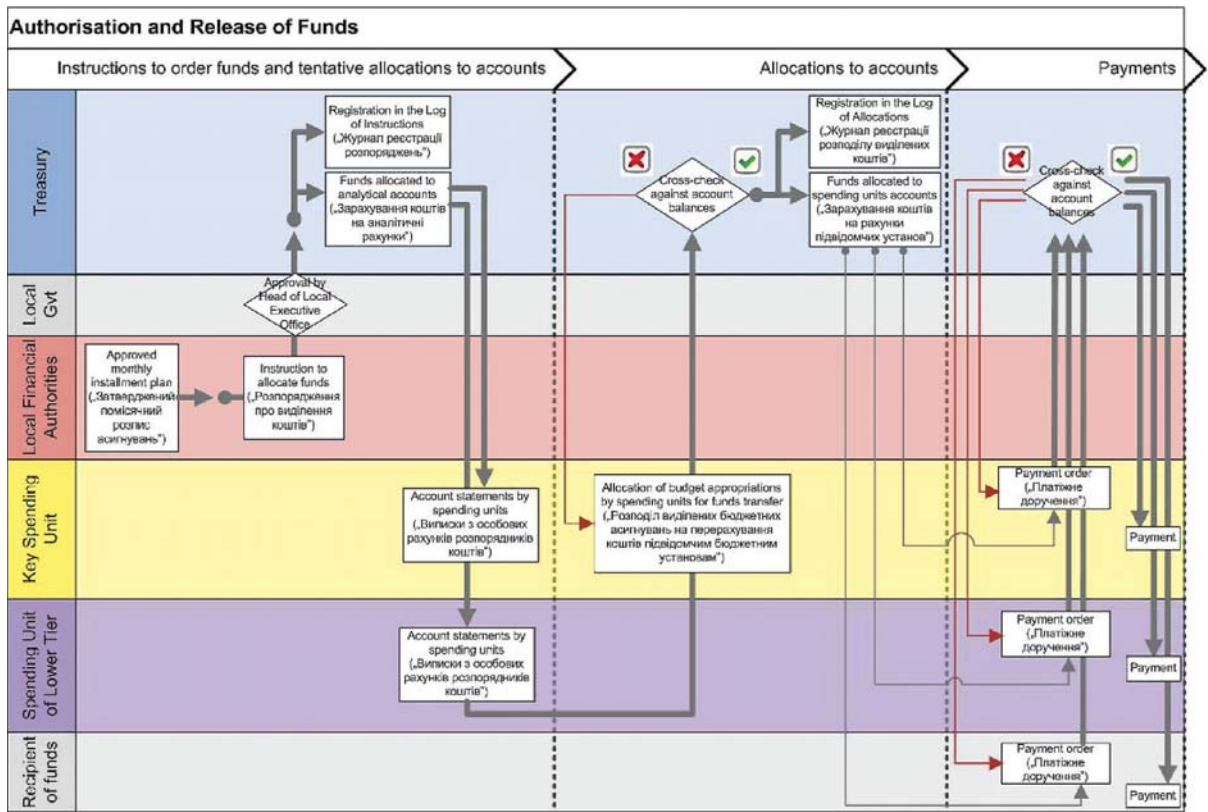 Authorisation and Release of Funds
Instructions to order funds and tentative allocations to accounts
Allocations to accounts
Payments
Treasury
Registration in the Log
of Instructions
(„Журнал реєстрації
розпоряджень")
Funds allocated to
analytical accounts
(„Зарахування коштів
на аналітичні
рахунки")
Cross-check
against account
balances
Registration in the Log
of Allocations
(„Журнал реєстрації
розподілу виділених
коштів")
Funds allocated to
spending units accounts
(„Зарахування коштів
на рахунки
підвідомчих установ")
Cross-check
against
account
balances
Local
Gvt
Approval by
Head of Local
Executive
Office
Local Financial
Authorities
Approved
monthly
installment plan
(„Затверджений
помісячний
розпис
асигнувань")
Instruction to
allocate funds
(„Розпорядження
про виділення
коштів")
Key Spending
Unit
Account statements by
spending units
(„Виписки з особових
рахунків розпорядників
коштів")
Allocation of budget appropriations
by spending units for funds transfer
(„Розподіл виділених бюджетних
асигнувань на перерахування
коштів підвідомчим бюджетним
установам")
Payment order
(„Платіжне
доручення")
Payment
Spending Unit
of Lower Tier
Account statements by
spending units
(„Виписки з особових
рахунків розпорядників
коштів")
Payment order
(„Платіжне
доручення")
Payment
Recipient
of funds
Payment order
(„Платіжне
доручення")
Payment